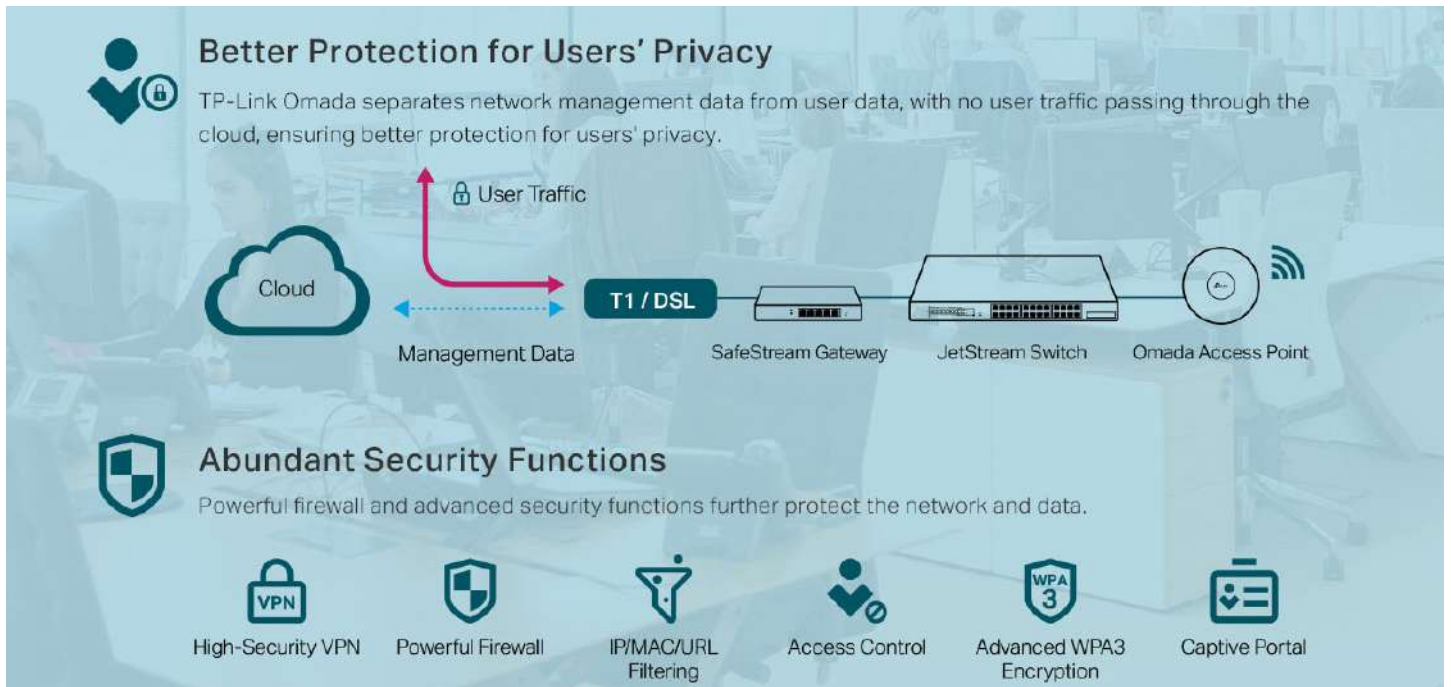 Better Protection for Users' Privacy
TP-Link Omada separates network management data from user data, with no user traffic passing through the
cloud, ensuring better protection for users' privacy.
User Traffic
Cloud
T1 / DSL
Management Data
SafeStream Gateway
JetStream Switch
Omada Access Point
Abundant Security Functions
Powerful firewall and advanced security functions further protect the network and data.
VPN
WPA
3
High-Security VPN
Powerful Firewall
IP/MAC/URL
Filtering
Access Control
Advanced WPA3
Encryption
Captive Portal